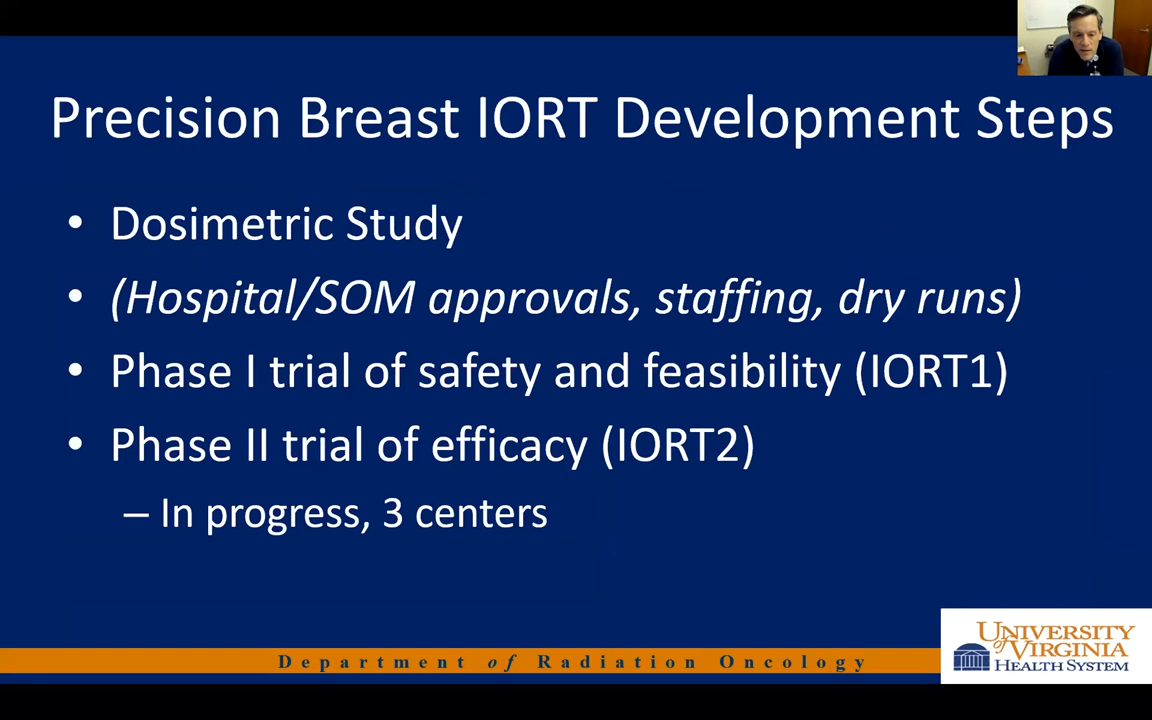 Precision Breast IORT Development Steps
• Dosimetric Study
• (Hospital/SOM approvals, staffing, dry runs)
• Phase I trial of safety and feasibility (IORT1)
• Phase II trial of efficacy (IORT2)
– In progress, 3 centers
Department of Radiation Oncology
UNIVERSITY
of VIRGINIA
HEALTH SYSTEM